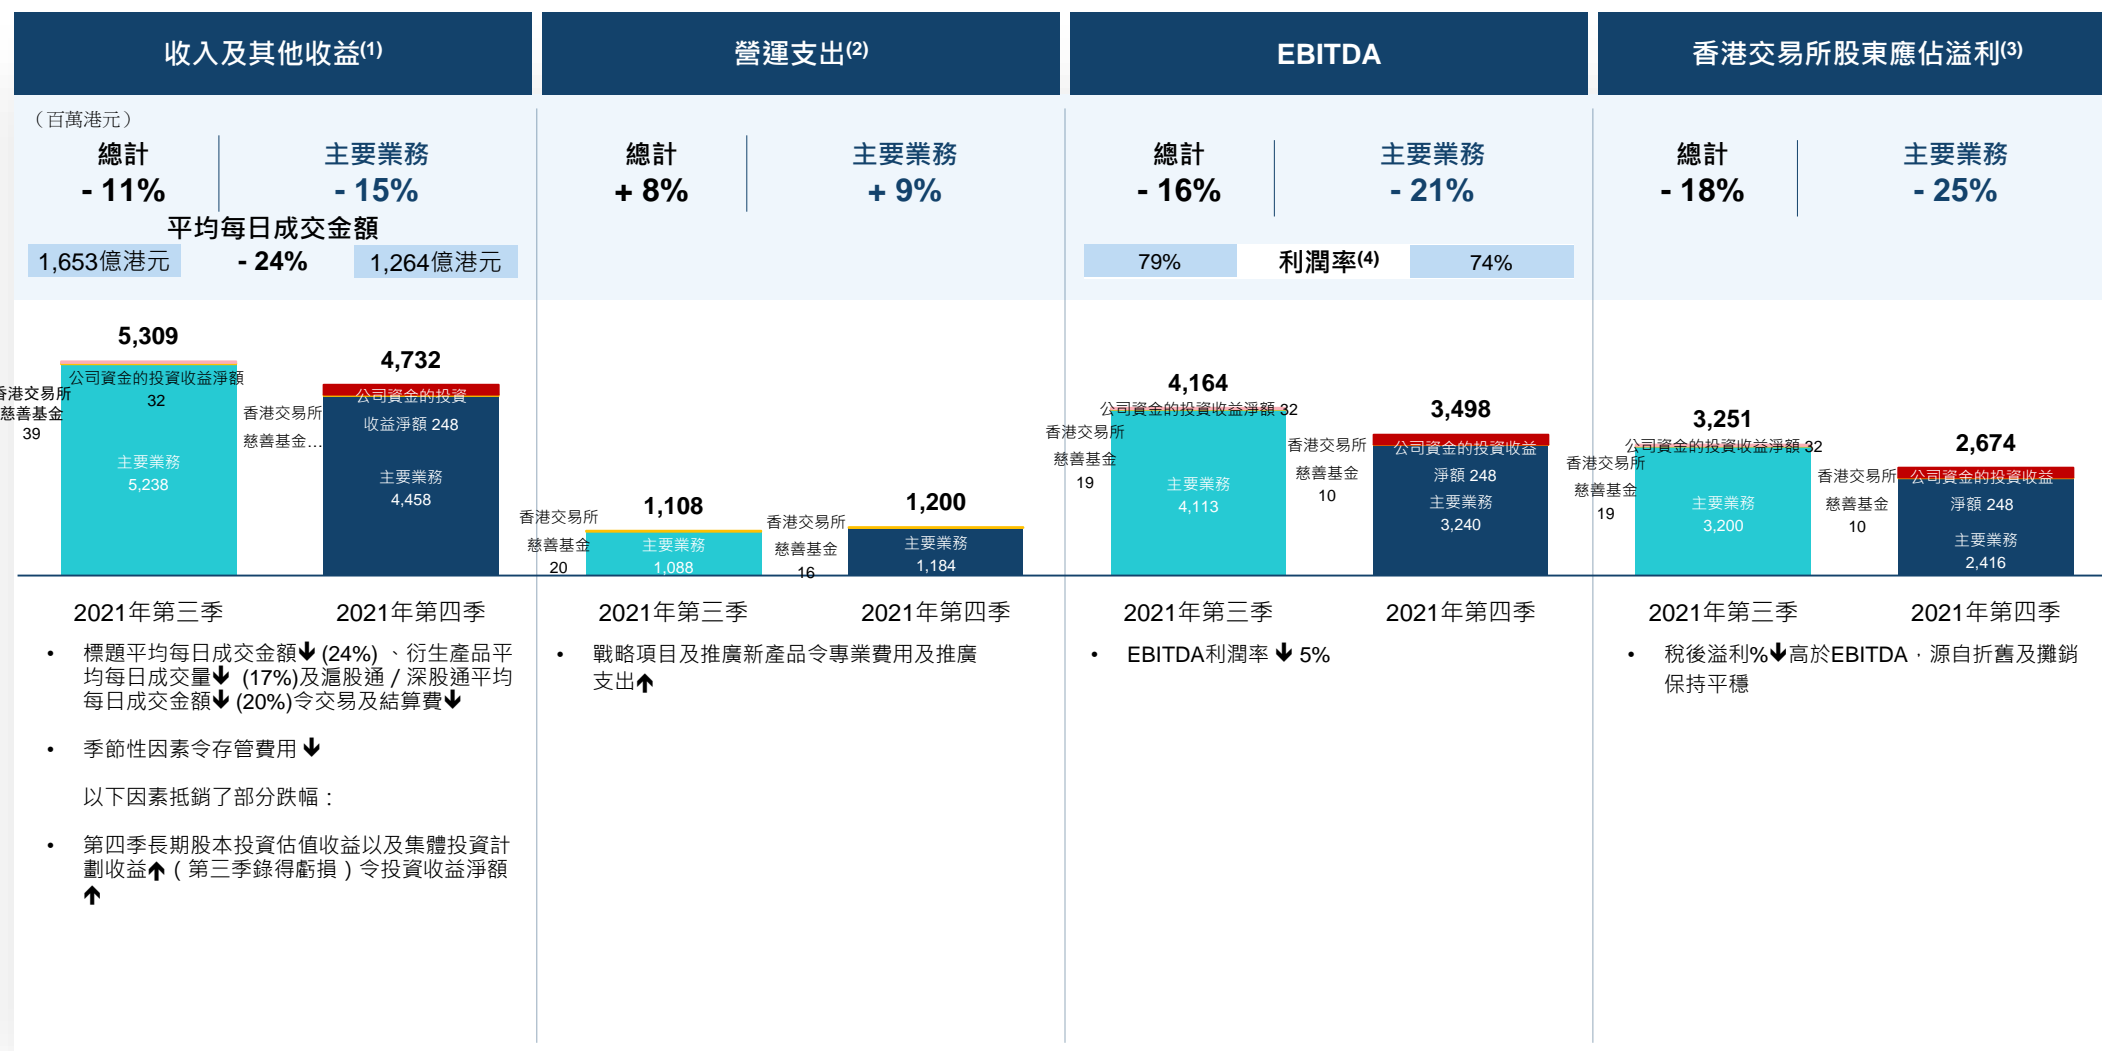 收入及其他收益(1)
營運支出(2)
EBITDA
香港交易所股東應佔溢利(3)
（百萬港元）
總計
- 11%
主要業務
- 15%
平均每日成交金額
1,653億港元
- 24%
1,264億港元
總計
+ 8%
主要業務
+ 9%
總計
- 16%
主要業務
- 21%
79%
利潤率(4)
74%
總計
- 18%
主要業務
- 25%
5,309
公司資金的投資收益淨額
32
香港交易所
慈善基金
39
主要業務
5,238
4,732
公司資金的投資
收益淨額 248
香港交易所
慈善基金...
主要業務
4,458
2021年第三季
2021年第四季
1,108
香港交易所
慈善基金
20
主要業務
1,088
1,200
香港交易所
慈善基金
16
主要業務
1,184
2021年第三季
2021年第四季
4,164
公司資金的投資收益淨額 32
香港交易所
慈善基金
19
主要業務
4,113
3,498
公司資金的投資收益
淨額 248
香港交易所
慈善基金
10
主要業務
3,240
2021年第三季
2021年第四季
3,251
公司資金的投資收益淨額 32
香港交易所
慈善基金
19
主要業務
3,200
2,674
公司資金的投資收益
淨額 248
香港交易所
慈善基金
10
主要業務
2,416
2021年第三季
2021年第四季
• 標題平均每日成交金額🡻 (24%) 、衍生產品平
均每日成交量🡻 (17%)及滬股通 / 深股通平均
每日成交金額🡻 (20%)令交易及結算費🡻
• 季節性因素令存管費用 🡻
以下因素抵銷了部分跌幅：
• 第四季長期股本投資估值收益以及集體投資計
劃收益🡹（第三季錄得虧損）令投資收益淨額
🡹
• 戰略項目及推廣新產品令專業費用及推廣
支出🡹
• EBITDA利潤率 🡻 5%
• 稅後溢利%🡻高於EBITDA，源自折舊及攤銷
保持平穩